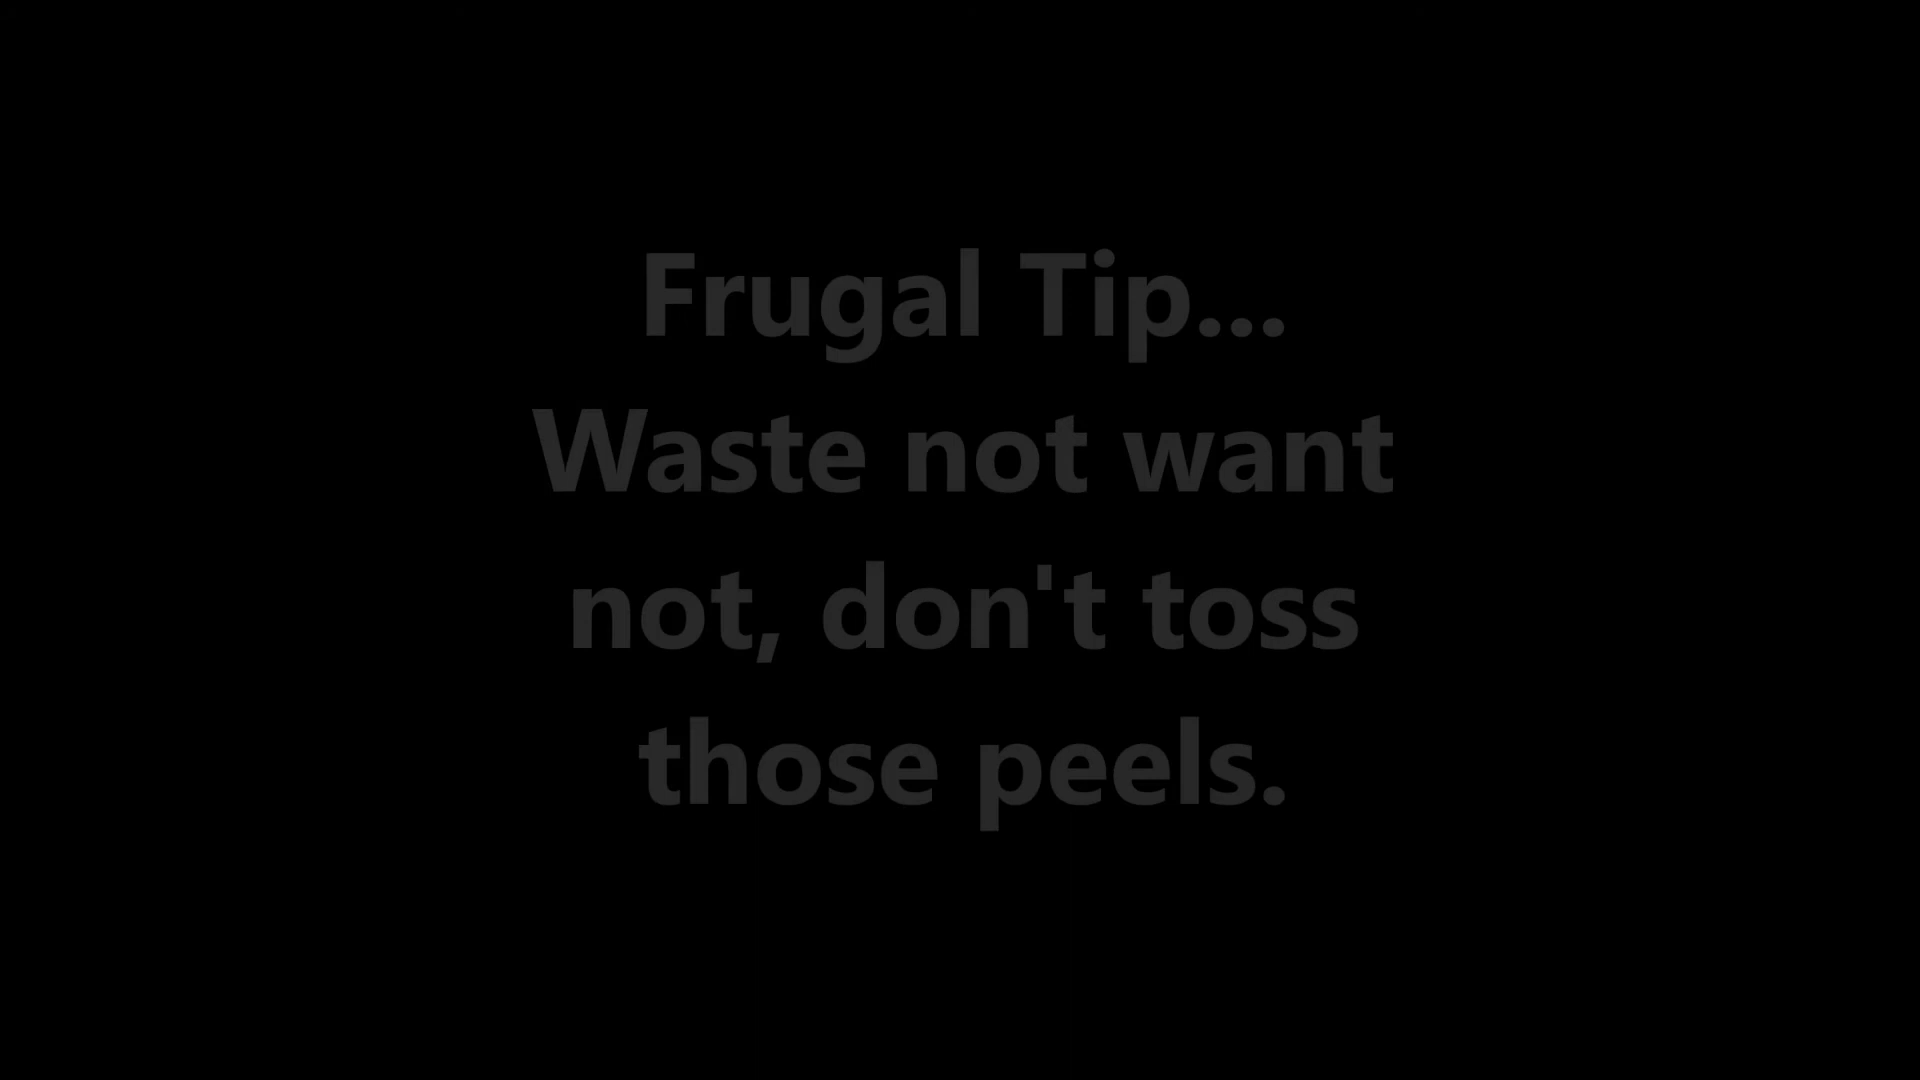 Frugal Tip...
Waste not want
not, don't toss
those peels.